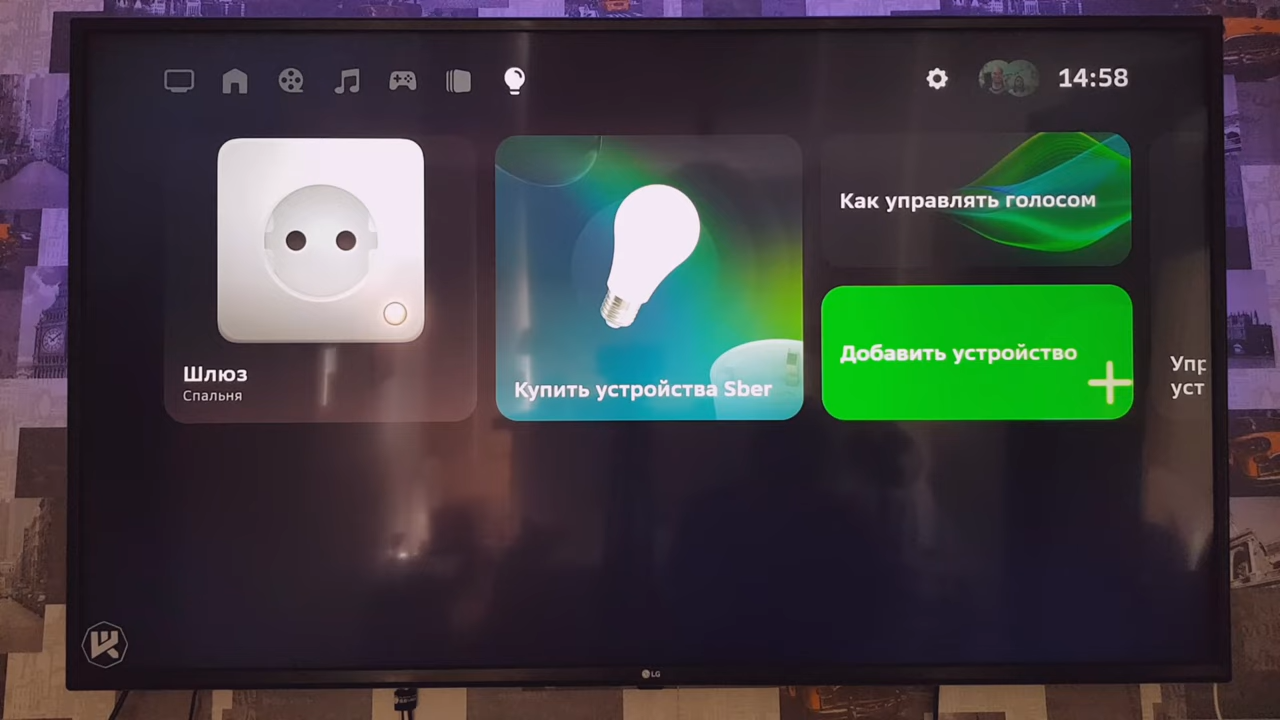 14:58
Шлюз
Спальня
Купить устройства Sber
Как управлять голосом
Добавить устройство
Упр
уст
LG